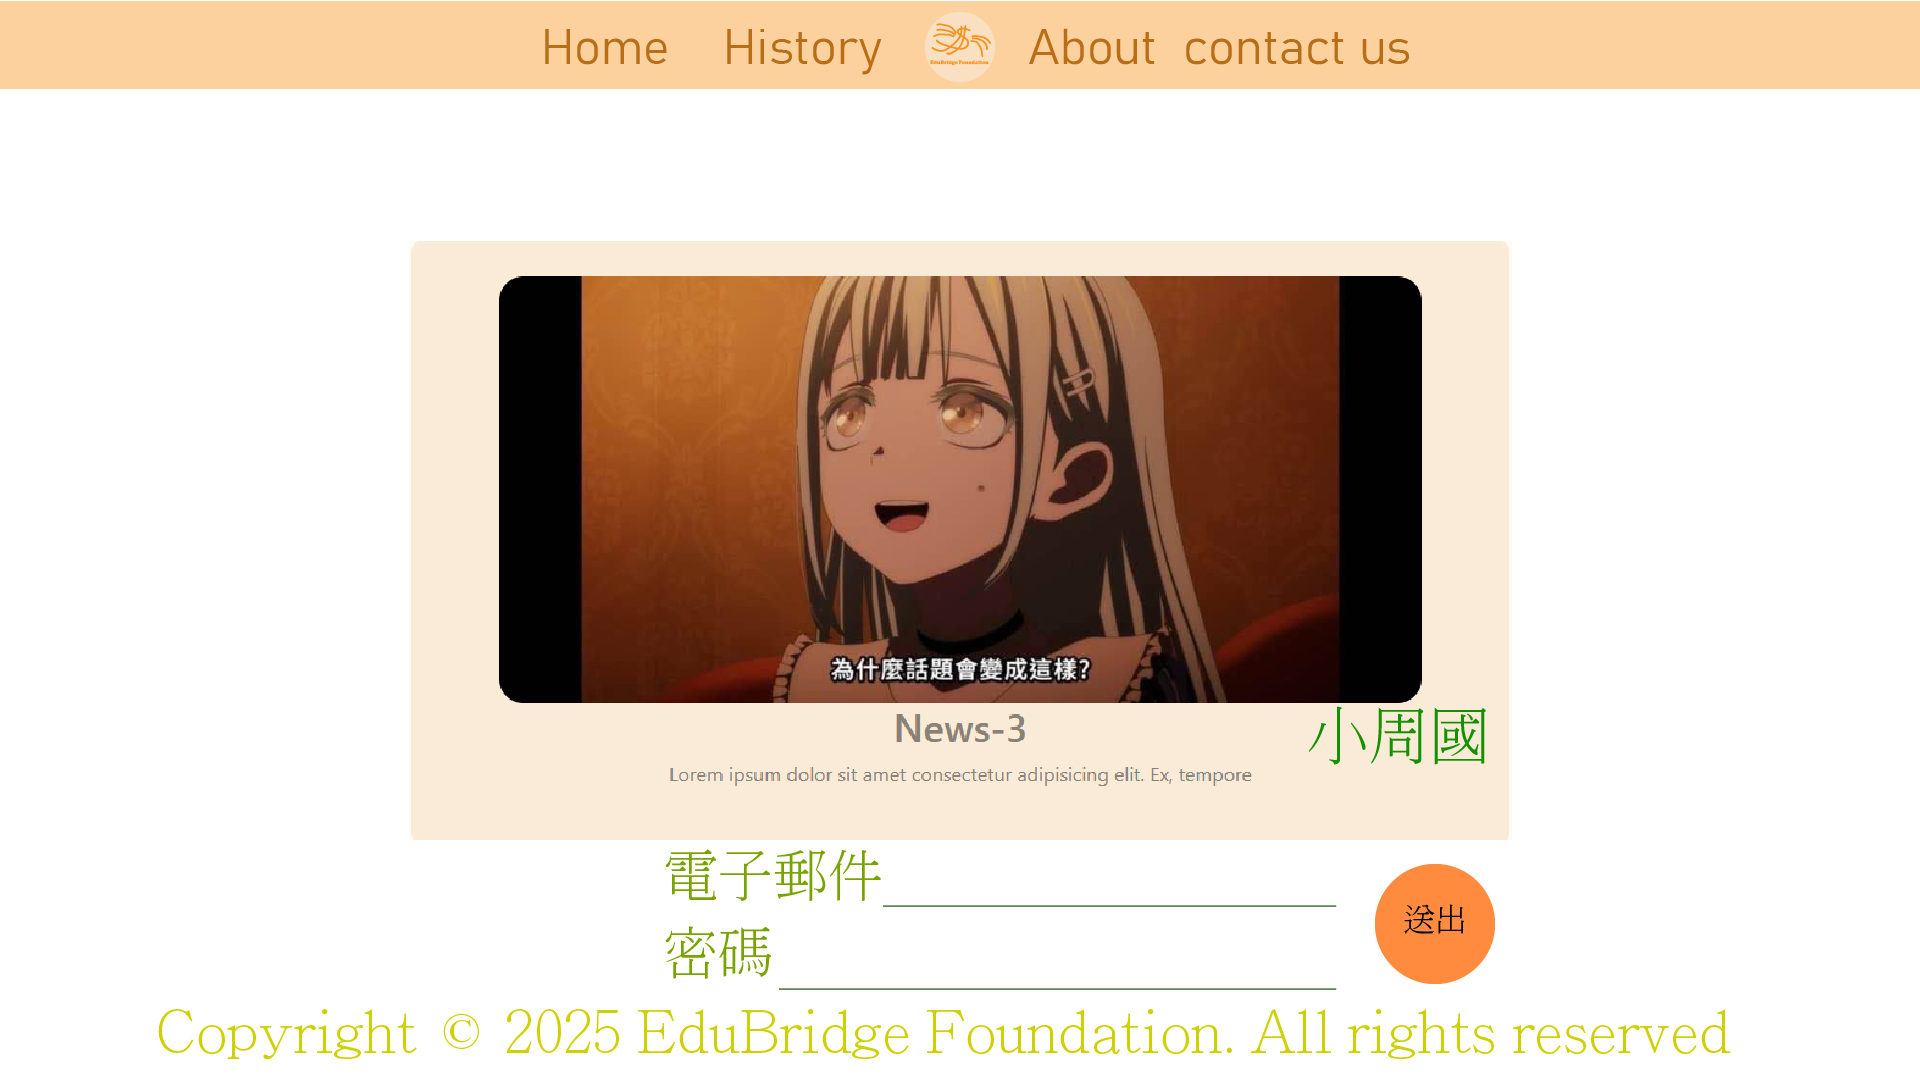 Home History EduBridge Foundation About contact us
為什麼話題會變成這樣?
News-3
小周國
Lorem ipsum dolor sit amet consectetur adipisicing elit. Ex, tempore
電子郵件
送出
密碼
Copyright © 2025 EduBridge Foundation. All rights reserved